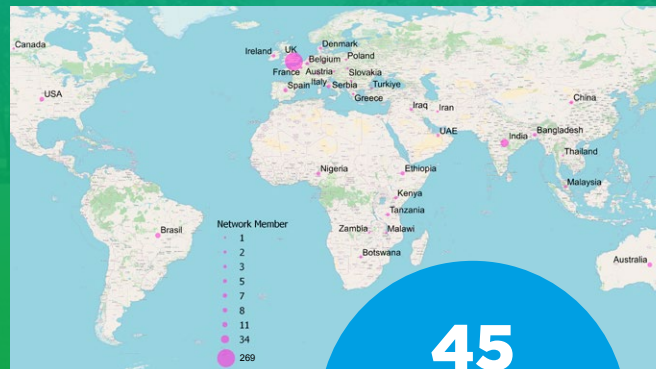 Canada
USA
Brasil
Ireland
UK
Denmark
Belgium
Poland
France
Austria
Slovakia
Spain
Italy
Serbia
Turkiye
Greece
Iraq
Iran
UAE
China
India
Bangladesh
Thailand
Malaysia
Nigeria
Ethiopia
Kenya
Tanzania
Zambia
Malawi
Botswana
Australia
Network Member
1
2
3
5
7
8
11
34
269
45